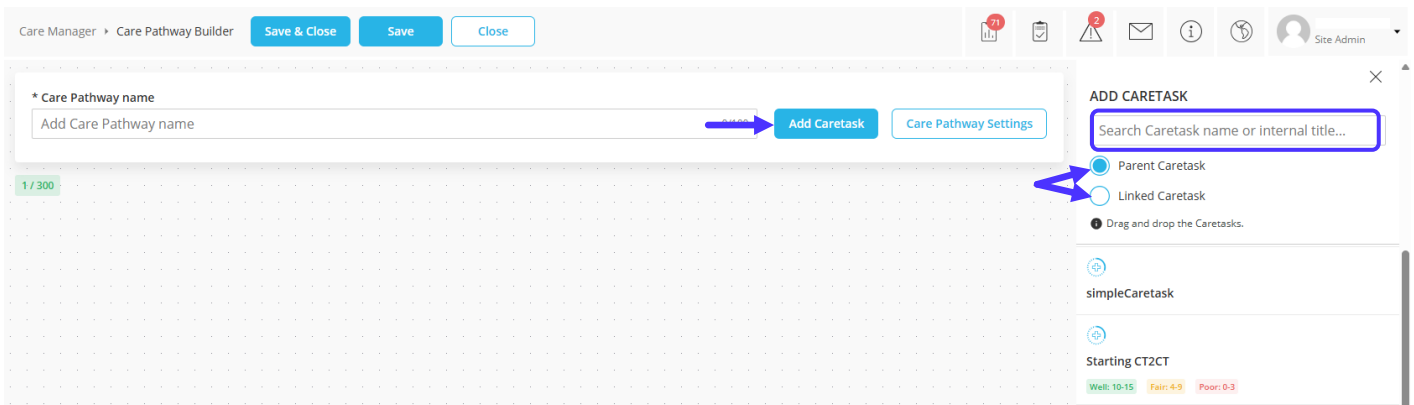 Care Manager ▸ Care Pathway Builder
Save & Close
Save
Close
71
2
Site Admin
* Care Pathway name
Add Care Pathway name
Add Caretask
Care Pathway Settings
1 / 300
ADD CARETASK
Search Caretask name or internal title...
Parent Caretask
Linked Caretask
Drag and drop the Caretasks.
simpleCaretask
Starting CT2CT
Well: 10-15 Fair: 4-9 Poor: 0-3